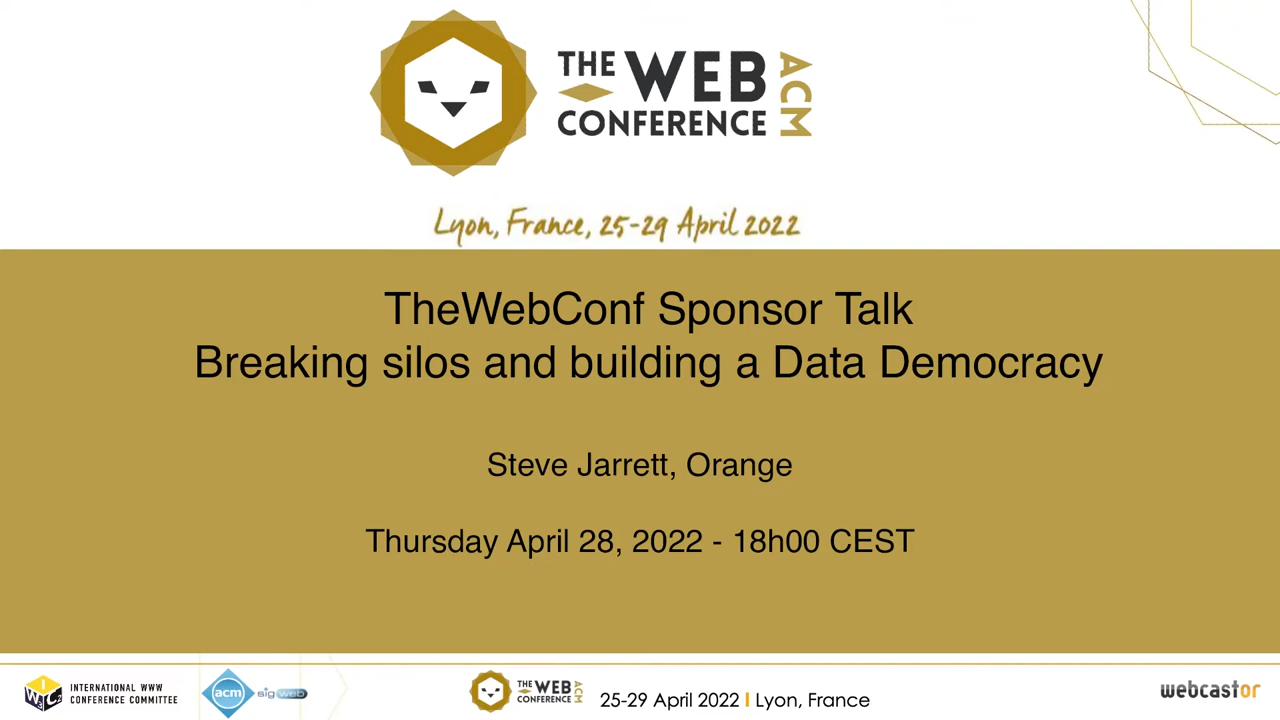 THE WEB CONFERENCE ACM
Lyon, France, 25-29 April 2022
TheWebConf Sponsor Talk
Breaking silos and building a Data Democracy
Steve Jarrett, Orange
Thursday April 28, 2022 - 18h00 CEST
IW3C2
INTERNATIONAL WWW
CONFERENCE COMMITTEE
acm sigweb
THE WEB CONFERENCE ACM
25-29 April 2022 I Lyon, France
webcastor